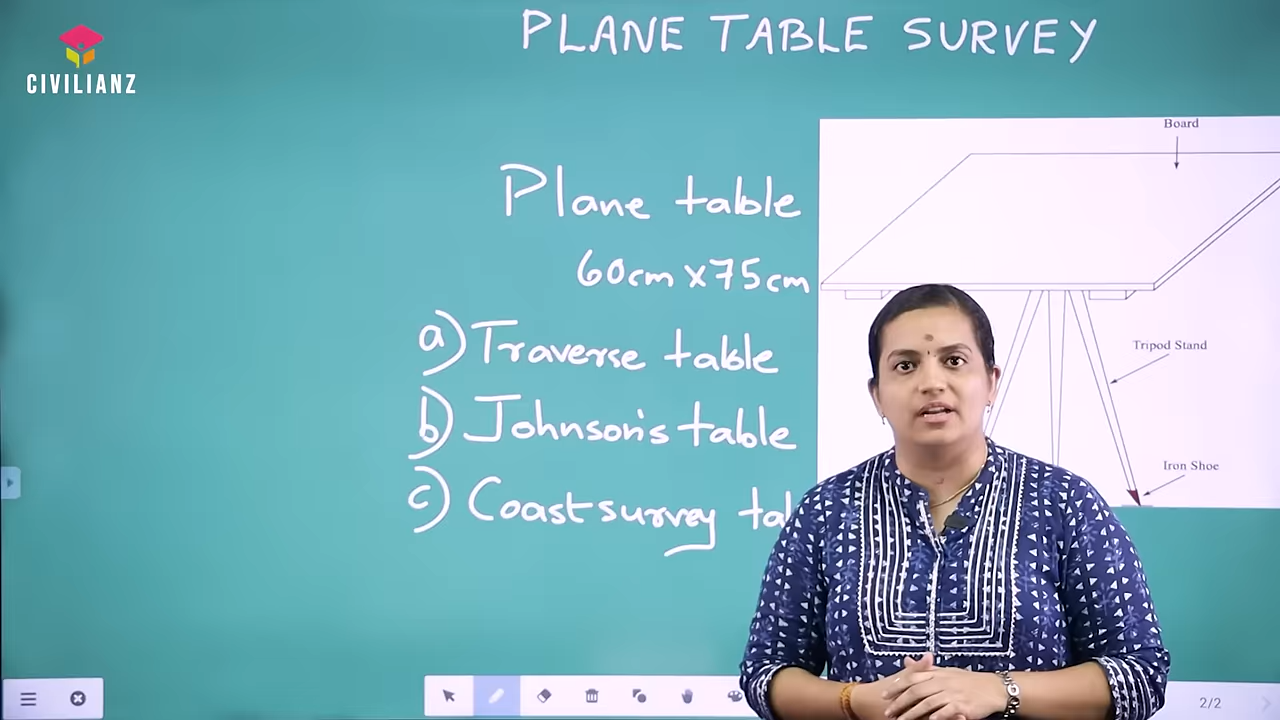 PLANE TABLE SURVEY
CIVILIANZ
Board
Plane table
60cm x 75cm
a) Traverse table
Tripod Stand
b) Johnson's table
Iron Shoe
c) Coast survey
2/2